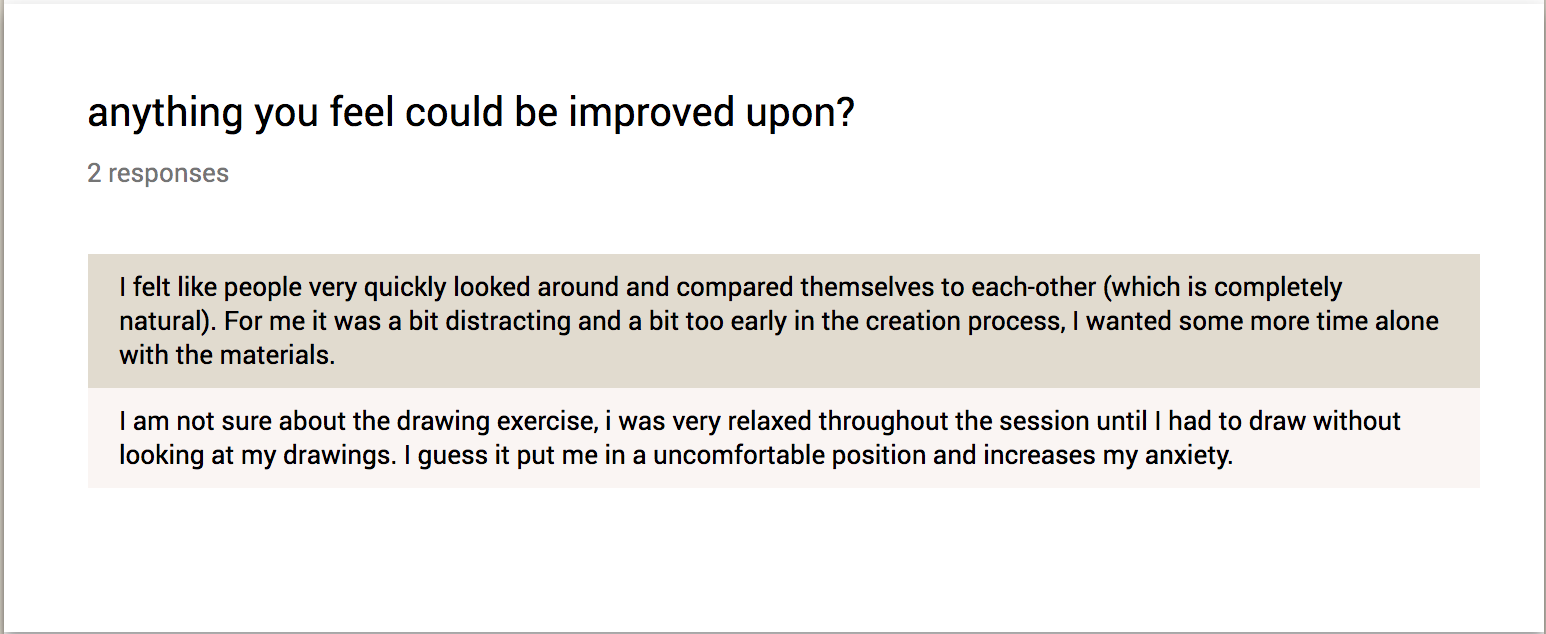 anything you feel could be improved upon?
2 responses
I felt like people very quickly looked around and compared themselves to each-other (which is completely
natural). For me it was a bit distracting and a bit too early in the creation process, I wanted some more time alone
with the materials.
I am not sure about the drawing exercise, i was very relaxed throughout the session until I had to draw without
looking at my drawings. I guess it put me in a uncomfortable position and increases my anxiety.